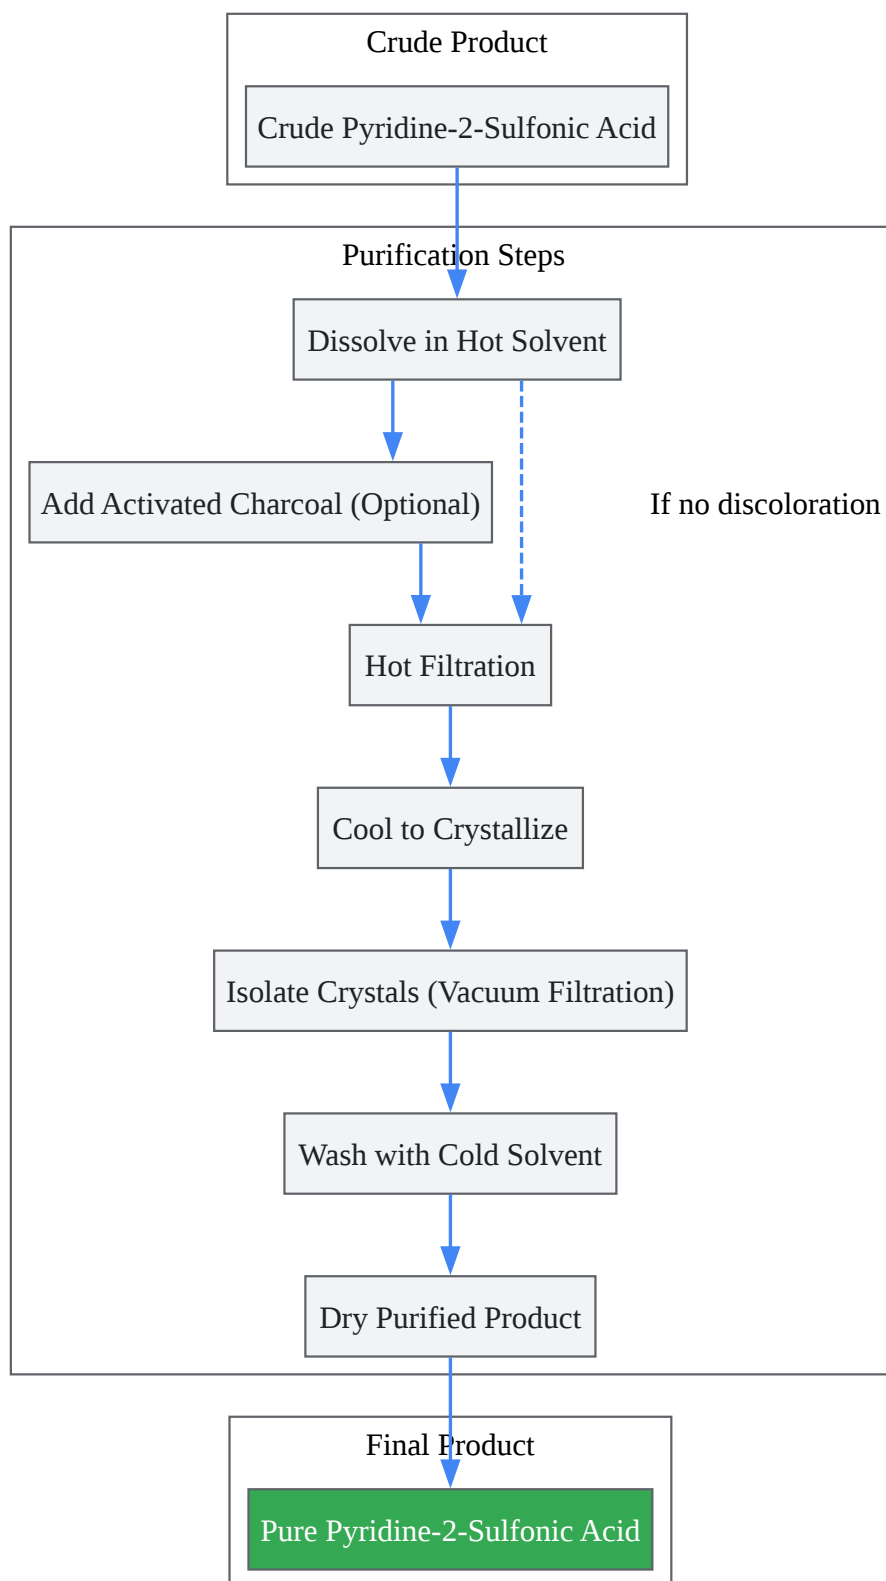 Crude Product
Crude Pyridine-2-Sulfonic Acid
Purification Steps
Dissolve in Hot Solvent
Add Activated Charcoal (Optional)
If no discoloration
Hot Filtration
Cool to Crystallize
Isolate Crystals (Vacuum Filtration)
Wash with Cold Solvent
Dry Purified Product
Final Product
Pure Pyridine-2-Sulfonic Acid